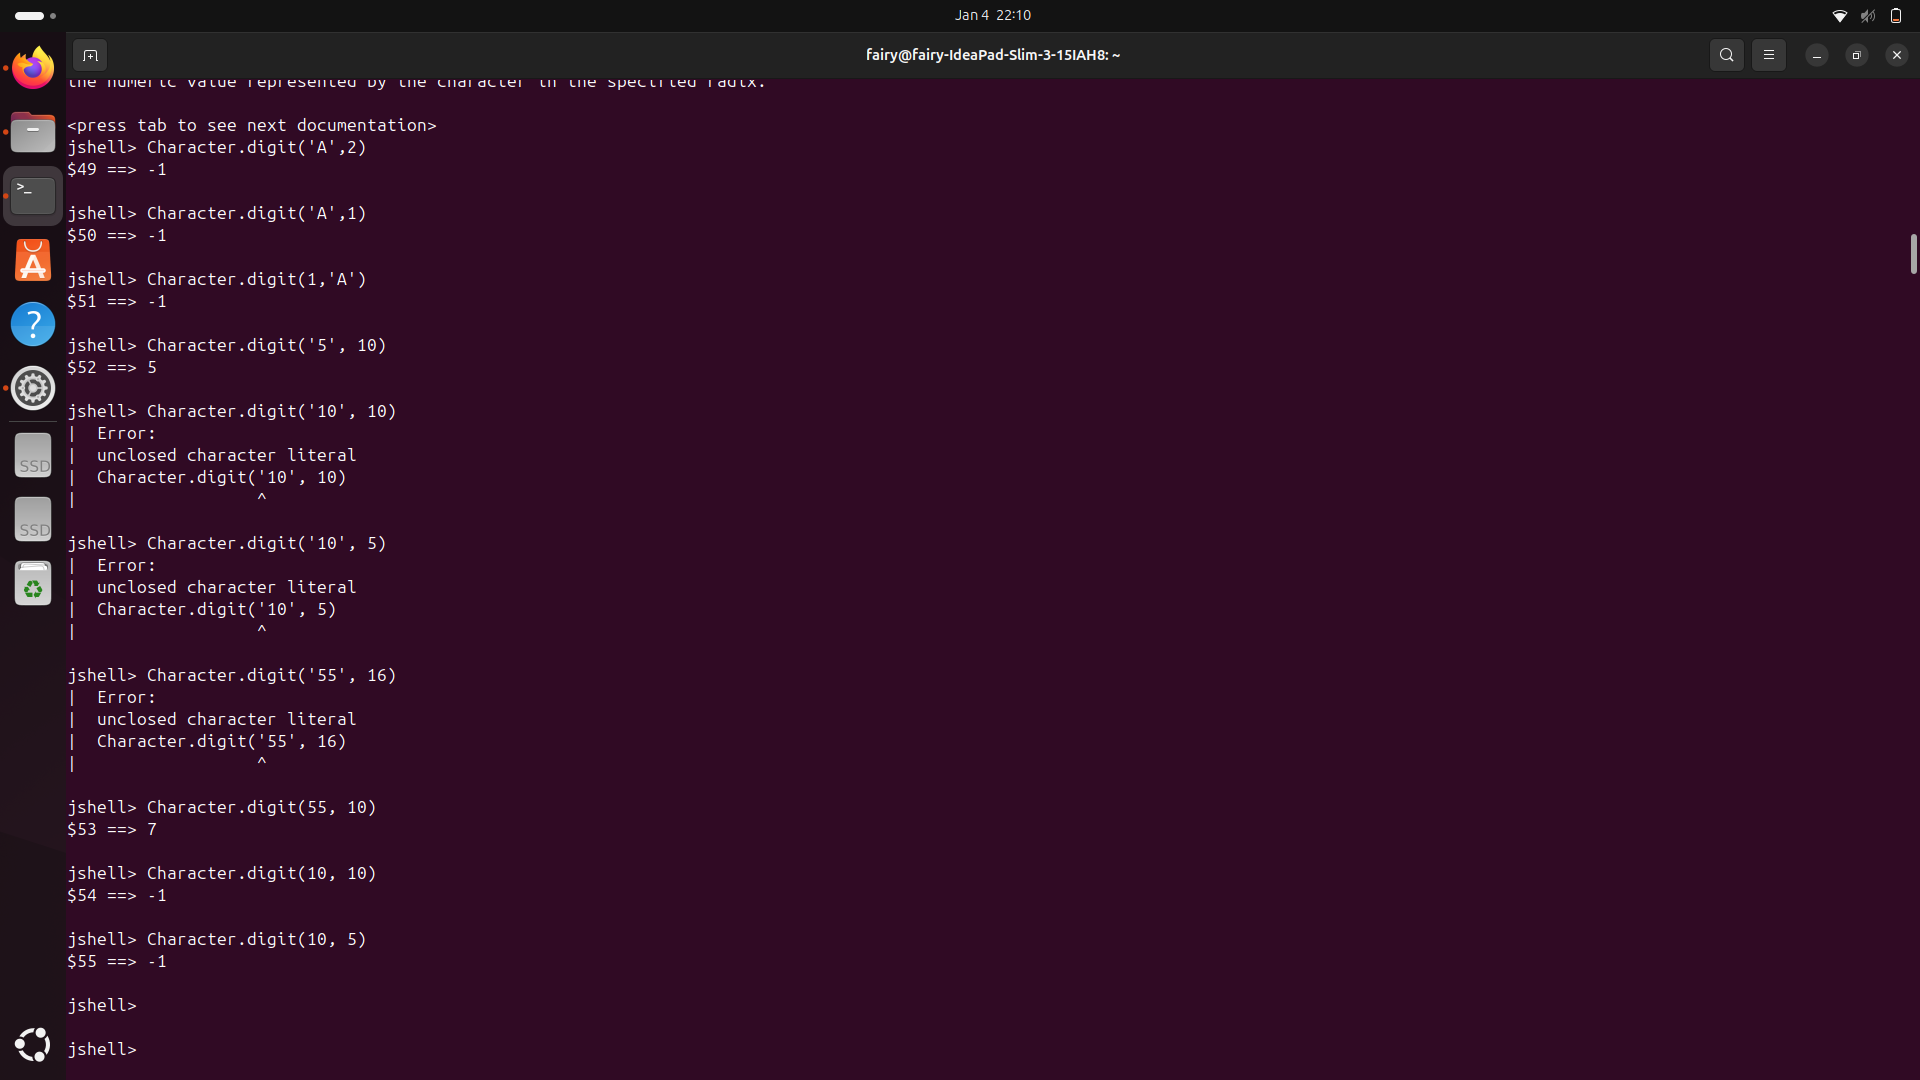 Jan 4 22:10
fairy@fairy-IdeaPad-Slim-3-15IAH8: ~
the numeric value represented by the character in the specified radix.
<press tab to see next documentation>
jshell> Character.digit('A',2)
$49 ==> -1
jshell> Character.digit('A',1)
$50 ==> -1
jshell> Character.digit(1,'A')
$51 ==> -1
jshell> Character.digit('5', 10)
$52 ==> 5
jshell> Character.digit('10', 10)
|  Error:
|  unclosed character literal
|  Character.digit('10', 10)
|                   ^
jshell> Character.digit('10', 5)
|  Error:
|  unclosed character literal
|  Character.digit('10', 5)
|                   ^
jshell> Character.digit('55', 16)
|  Error:
|  unclosed character literal
|  Character.digit('55', 16)
|                   ^
jshell> Character.digit(55, 10)
$53 ==> 7
jshell> Character.digit(10, 10)
$54 ==> -1
jshell> Character.digit(10, 5)
$55 ==> -1
jshell>
jshell>
>_
A
?
SSD
SSD